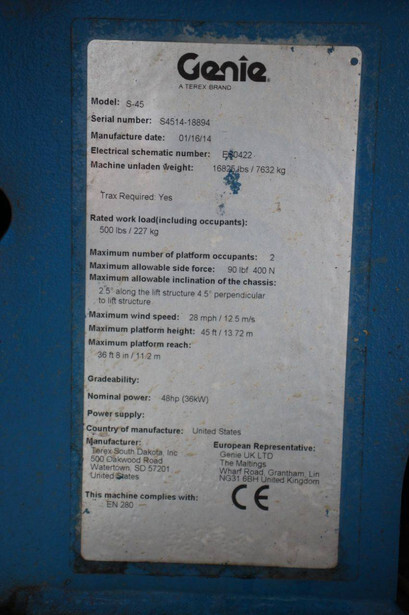 Genie
A TEREX BRAND
Model: S-45
Serial number: S4514-18894
Manufacture date: 01/16/14
Electrical schematic number: ES0422
Machine unladen weight: 16825 lbs / 7632 kg
Trax Required: Yes
Rated work load(including occupants):
500 lbs / 227 kg
Maximum number of platform occupants: 2
Maximum allowable side force: 90 lbf 400 N
Maximum allowable inclination of the chassis:
2.5° along the lift structure 4.5° perpendicular
to lift structure
Maximum wind speed: 28 mph / 12.5 m/s
Maximum platform height: 45 ft / 13.72 m
Maximum platform reach:
36 ft 8 in / 11.2 m
Gradeability:
Nominal power: 48hp (36kW)
Power supply:
Country of manufacture: United States
Manufacturer:
Terex South Dakota, Inc
500 Oakwood Road
Watertown, SD 57201
United States
European Representative:
Genie UK LTD
The Maltings
Wharf Road, Grantham, Lin
NG31 6BH United Kingdom
This machine complies with:
EN 280
CE